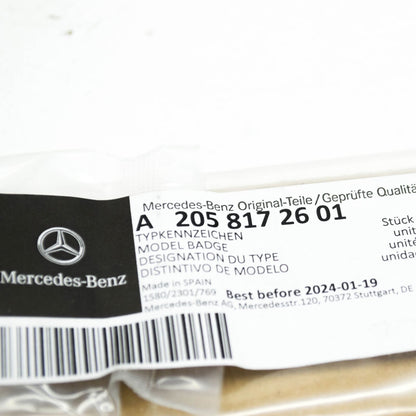 Mercedes-Benz Original-Teile / Geprüfte Qualitä
A 205 817 26 01
Stück
TYPKENNZEICHEN
unit
MODEL BADGE
unité
DESIGNATION DU TYPE
unida
DISTINTIVO DE MODELO
Mercedes-Benz
Made in SPAIN
1580/2301/769
Best before 2024-01-19
Mercedes-Benz AG, Mercedesstr.120, 70372 Stuttgart, DE